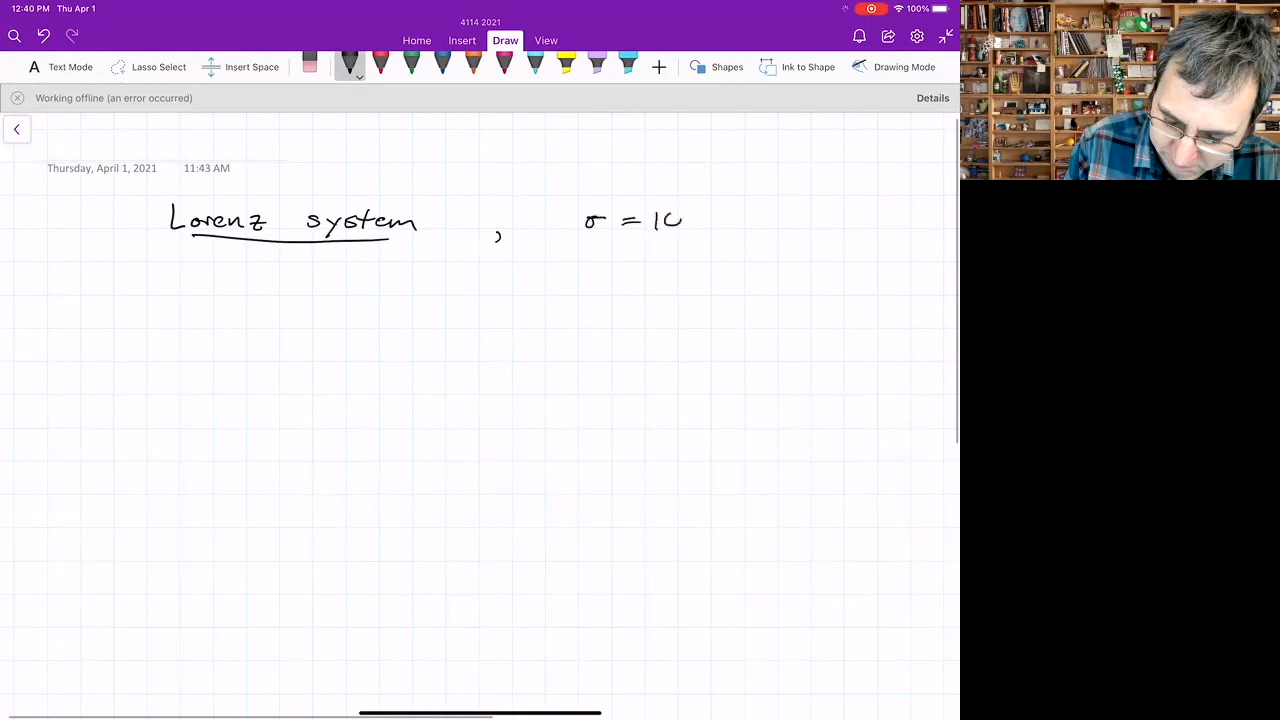 12:40 PM Thu Apr 1
100%
4114 2021
Home Insert Draw View
A Text Mode Lasso Select Insert Space Shapes Ink to Shape Drawing Mode
Working offline (an error occurred) Details
Thursday, April 1, 2021 11:43 AM
Lorenz system , σ = 10